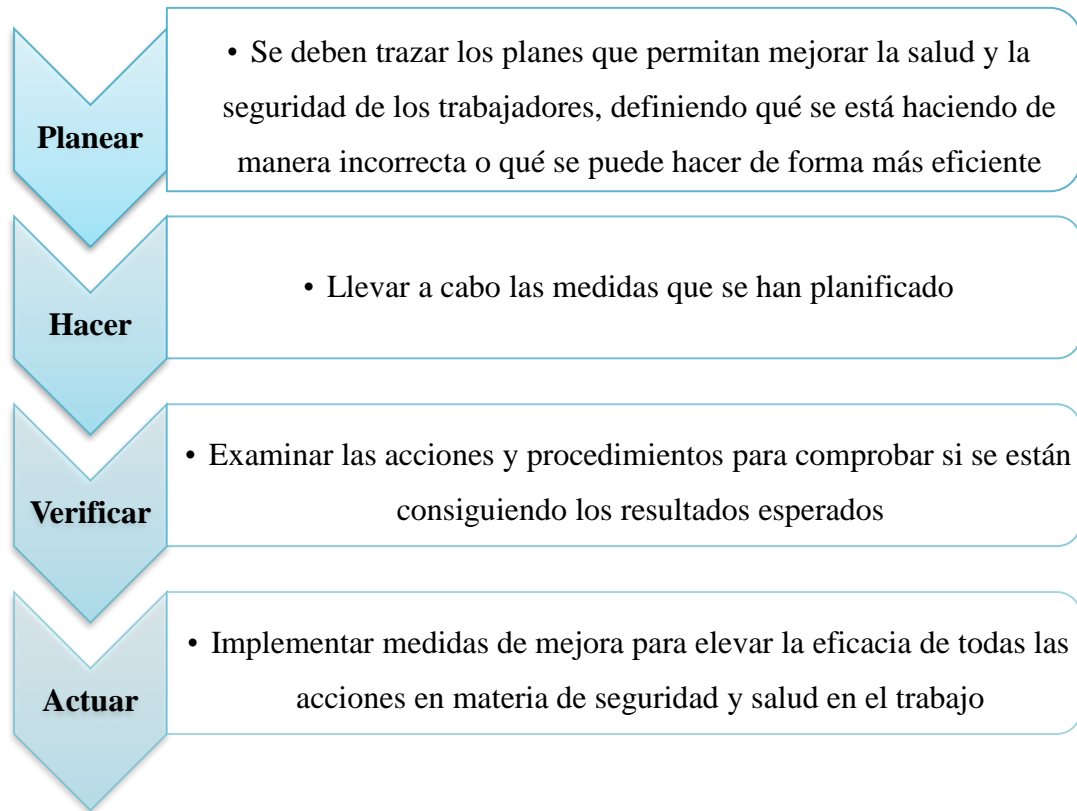 Planear
• Se deben trazar los planes que permitan mejorar la salud y la
seguridad de los trabajadores, definiendo qué se está haciendo de
manera incorrecta o qué se puede hacer de forma más eficiente
Hacer
• Llevar a cabo las medidas que se han planificado
Verificar
• Examinar las acciones y procedimientos para comprobar si se están
consiguiendo los resultados esperados
Actuar
• Implementar medidas de mejora para elevar la eficacia de todas las
acciones en materia de seguridad y salud en el trabajo